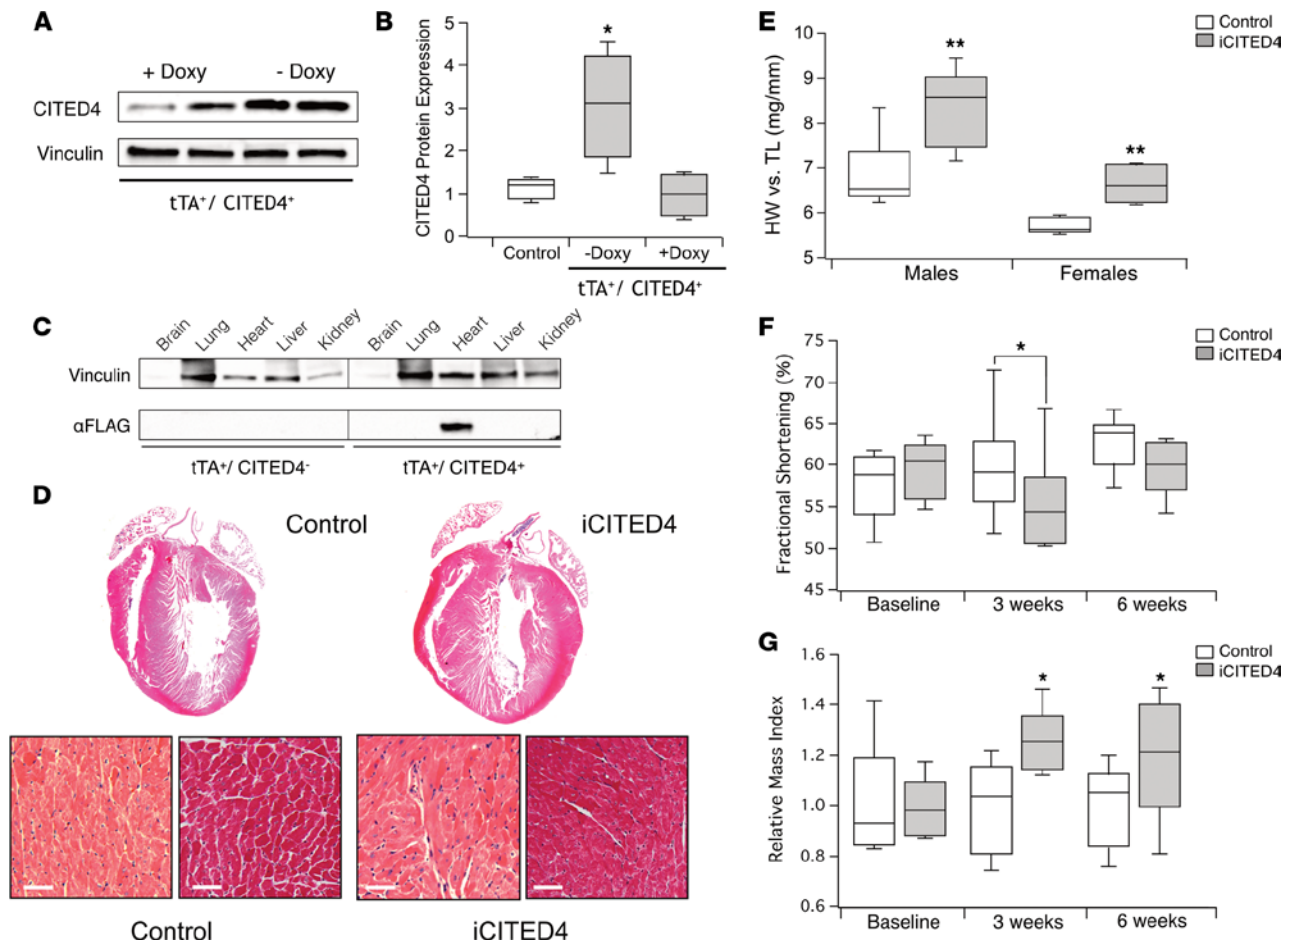 A
+ Doxy - Doxy
CITED4
Vinculin
tTA⁺/ CITED4⁺
B
*
CITED4 Protein Expression
5
4
3
2
1
0
Control -Doxy +Doxy
tTA⁺/ CITED4⁺
C
Brain Lung Heart Liver Kidney Brain Lung Heart Liver Kidney
Vinculin
αFLAG
tTA⁺/ CITED4⁻ tTA⁺/ CITED4⁺
D
Control iCITED4
Control iCITED4
E
Control
iCITED4
HW vs. TL (mg/mm)
10
9
8
7
6
5
**
**
Males Females
F
Control
iCITED4
Fractional Shortening (%)
75
70
65
60
55
50
45
*
Baseline 3 weeks 6 weeks
G
Control
iCITED4
Relative Mass Index
1.6
1.4
1.2
1.0
0.8
0.6
* *
Baseline 3 weeks 6 weeks